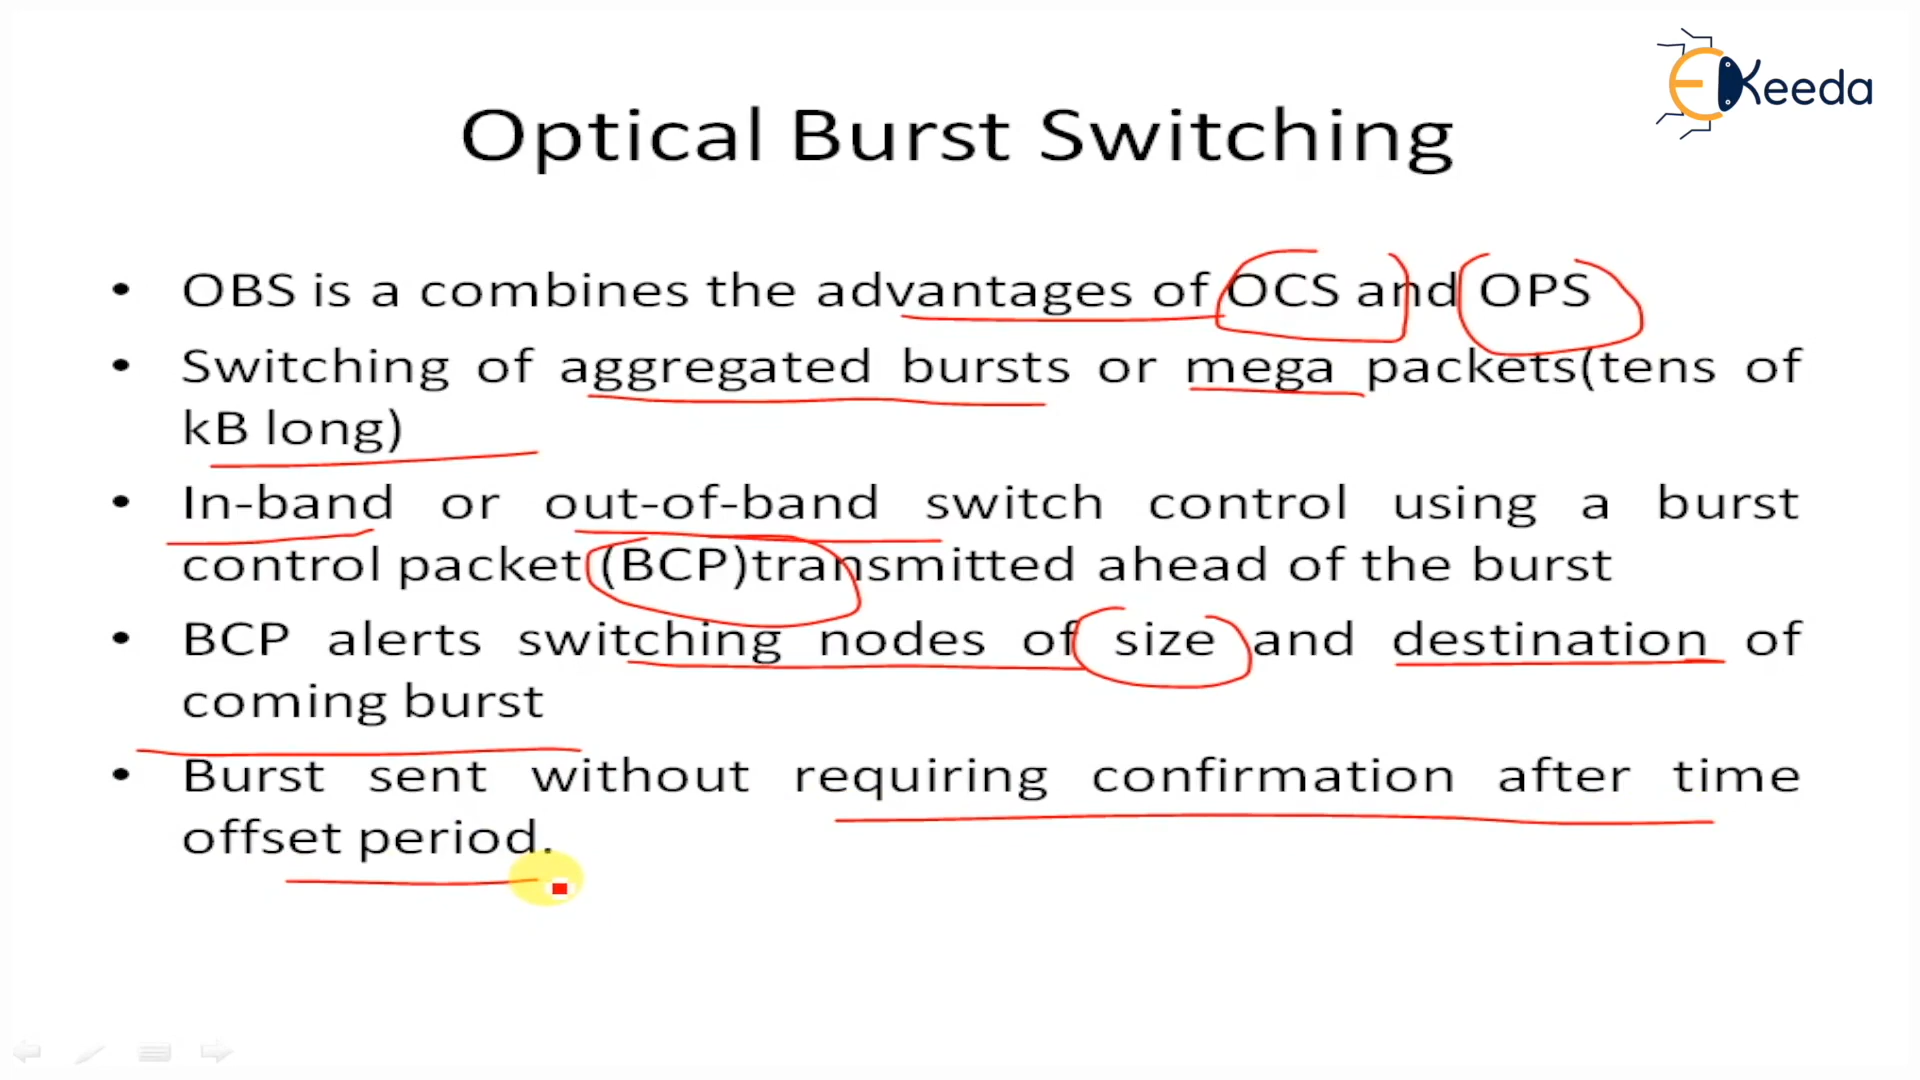 EKeeda
Optical Burst Switching
• OBS is a combines the advantages of OCS and OPS
• Switching of aggregated bursts or mega packets(tens of
kB long)
• In-band or out-of-band switch control using a burst
control packet (BCP)transmitted ahead of the burst
• BCP alerts switching nodes of size and destination of
coming burst
• Burst sent without requiring confirmation after time
offset period.